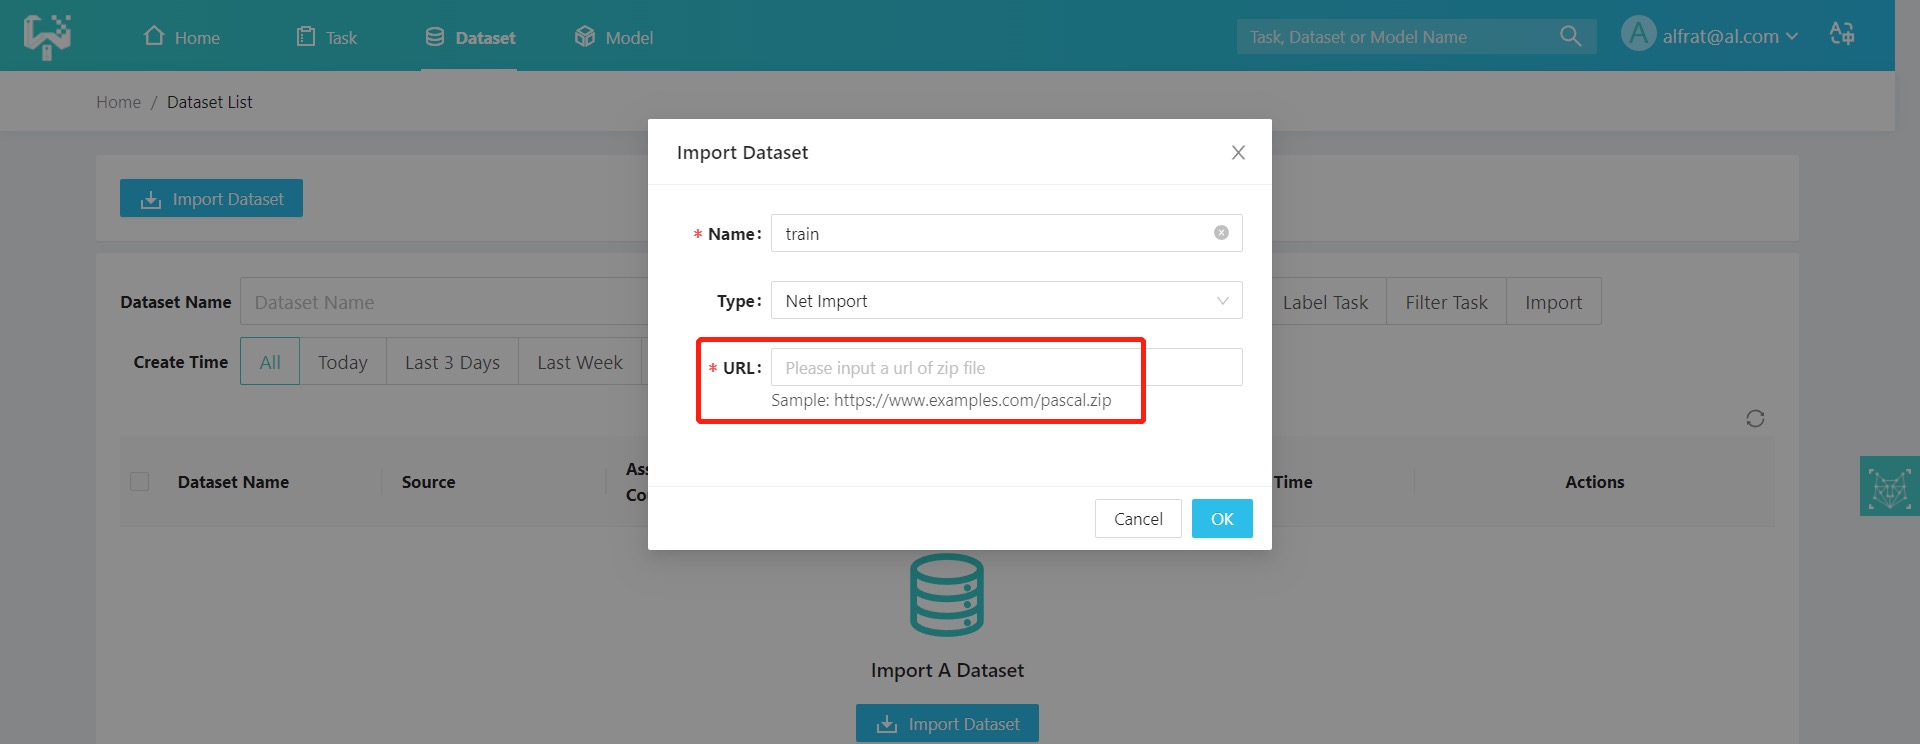 Home Task Dataset Model Task, Dataset or Model Name A alfrat@al.com
Home / Dataset List
Import Dataset
Import Dataset
* Name: train
Type: Net Import
* URL: Please input a url of zip file
Sample: https://www.examples.com/pascal.zip
Cancel OK
Dataset Name Dataset Name Label Task Filter Task Import
Create Time All Today Last 3 Days Last Week
Dataset Name Source Ass
Co
Time Actions
Import A Dataset
Import Dataset